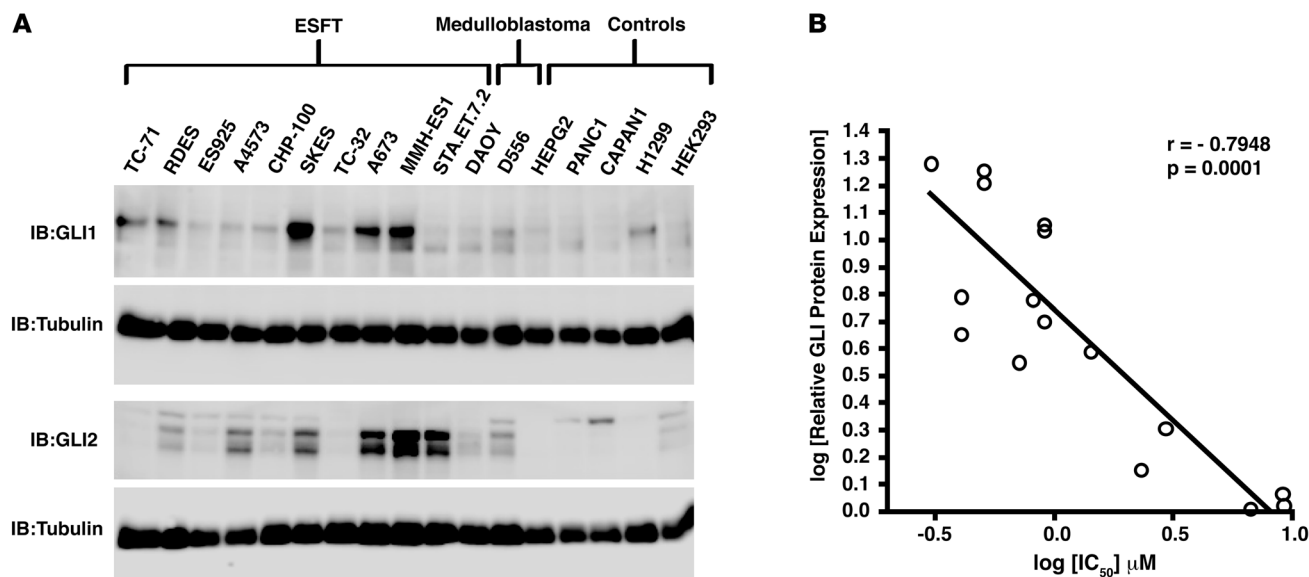 A
ESFT
Medulloblastoma
Controls
TC-71
RDES
ES925
A4573
CHP-100
SKES
TC-32
A673
MMH-ES1
STA.ET.7.2
DAOY
D556
HEPG2
PANC1
CAPAN1
H1299
HEK293
IB:GLI1
IB:Tubulin
IB:GLI2
IB:Tubulin
B
r = - 0.7948
p = 0.0001
log [Relative GLI Protein Expression]
1.4
1.3
1.2
1.1
1.0
0.9
0.8
0.7
0.6
0.5
0.4
0.3
0.2
0.1
0.0
-0.5
0.0
0.5
1.0
log [IC50] μM